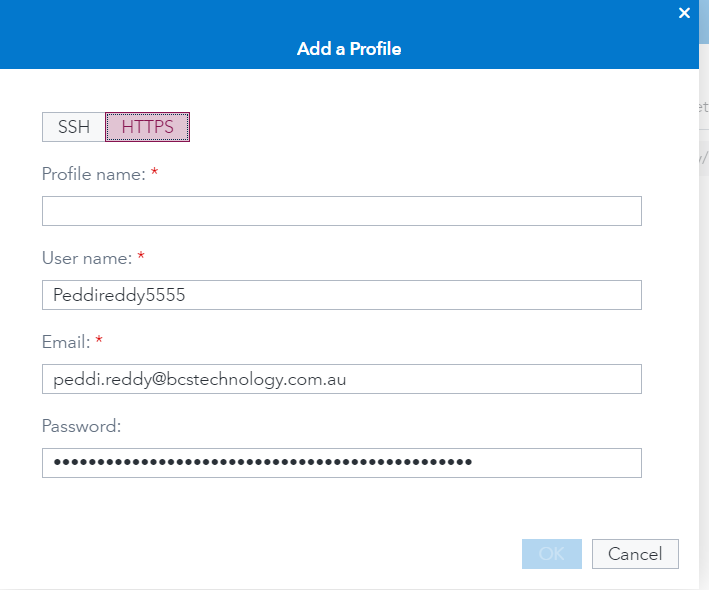 Add a Profile
SSH HTTPS
Profile name: *
User name: *
Peddireddy5555
Email: *
peddi.reddy@bcstechnology.com.au
Password:
••••••••••••••••••••••••••••••••••••••••••••••••
OK Cancel